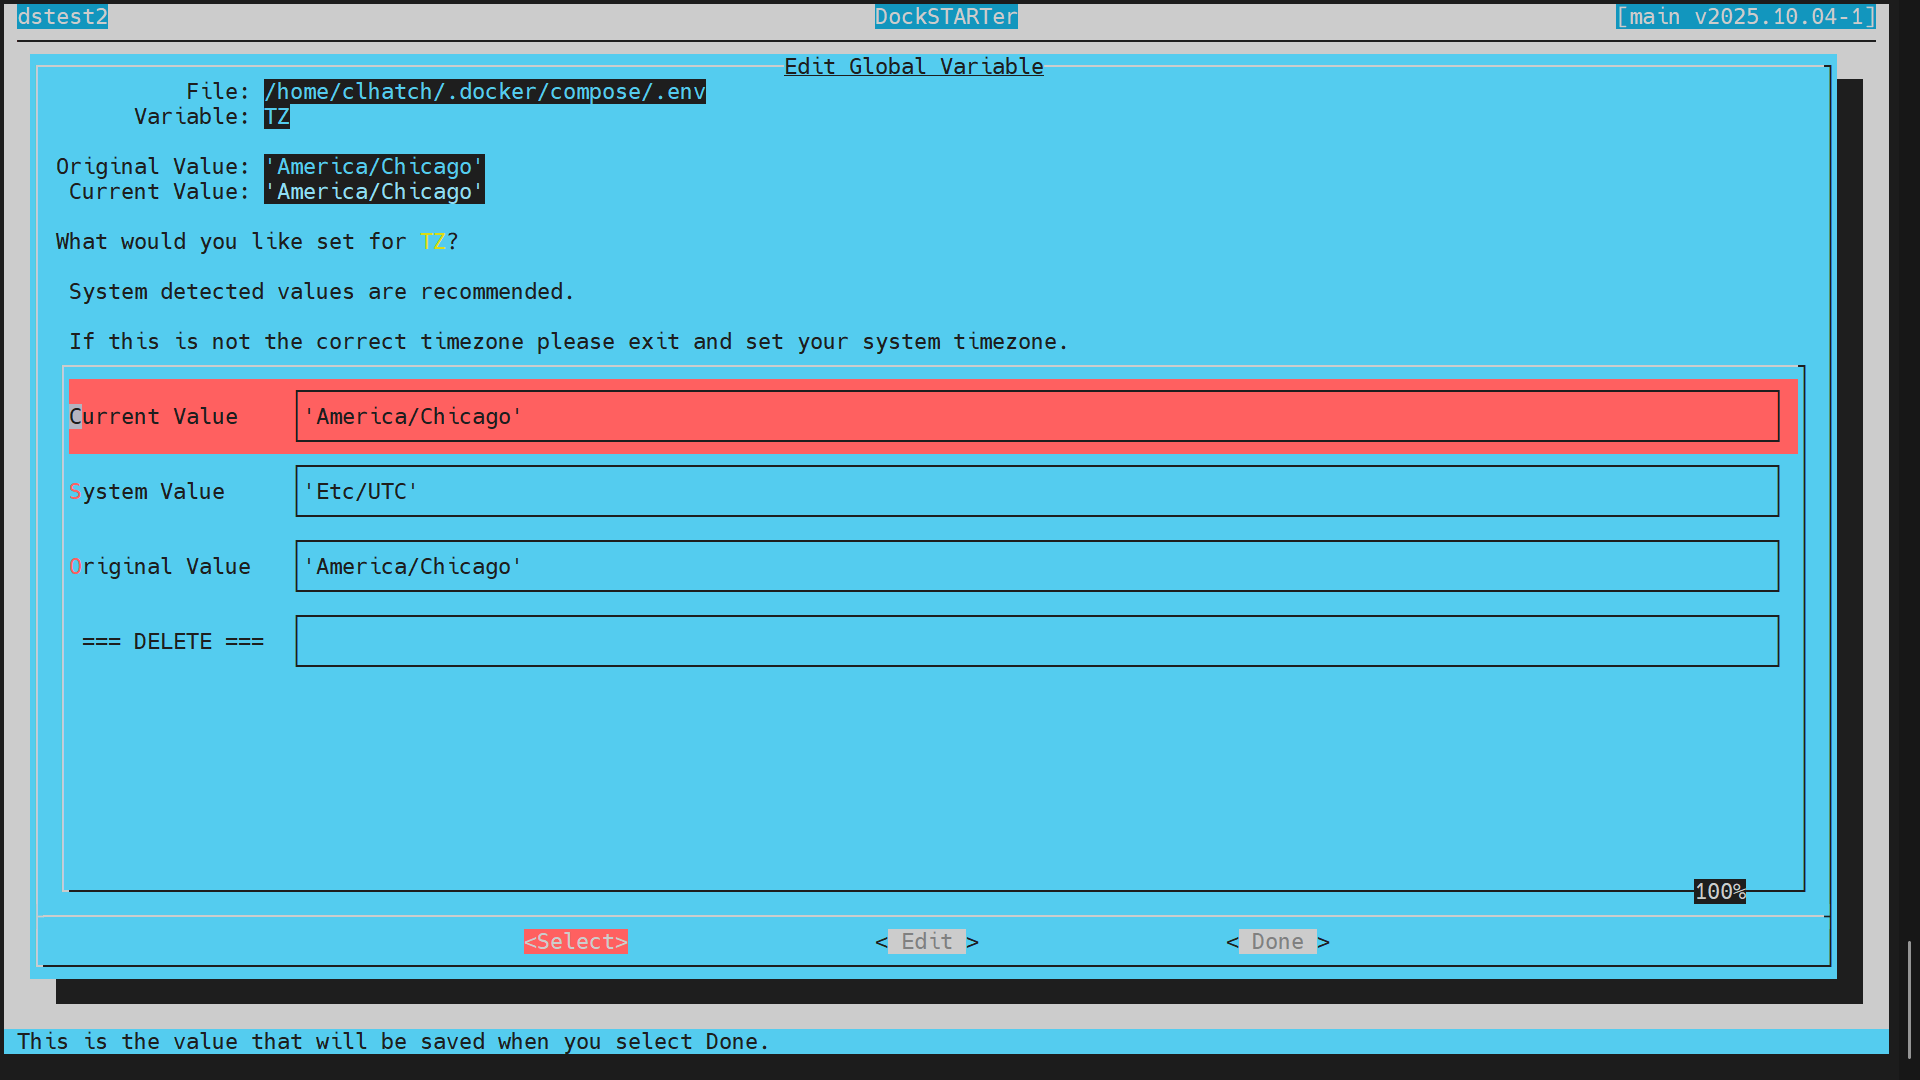 dstest2 DockSTARTer [main v2025.10.04-1]
Edit Global Variable
File: /home/clhatch/.docker/compose/.env
Variable: TZ
Original Value: 'America/Chicago'
Current Value: 'America/Chicago'
What would you like set for TZ?
System detected values are recommended.
If this is not the correct timezone please exit and set your system timezone.
Current Value 'America/Chicago'
System Value 'Etc/UTC'
Original Value 'America/Chicago'
=== DELETE ===
100%
<Select> < Edit > < Done >
This is the value that will be saved when you select Done.